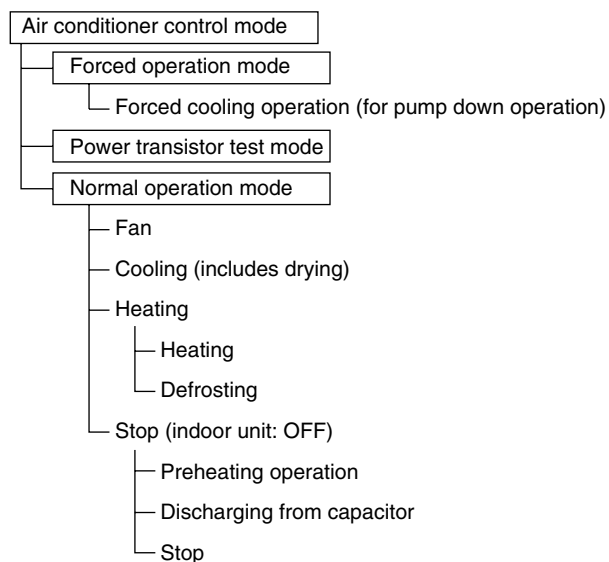 Air conditioner control mode
Forced operation mode
Forced cooling operation (for pump down operation)
Power transistor test mode
Normal operation mode
Fan
Cooling (includes drying)
Heating
Heating
Defrosting
Stop (indoor unit: OFF)
Preheating operation
Discharging from capacitor
Stop